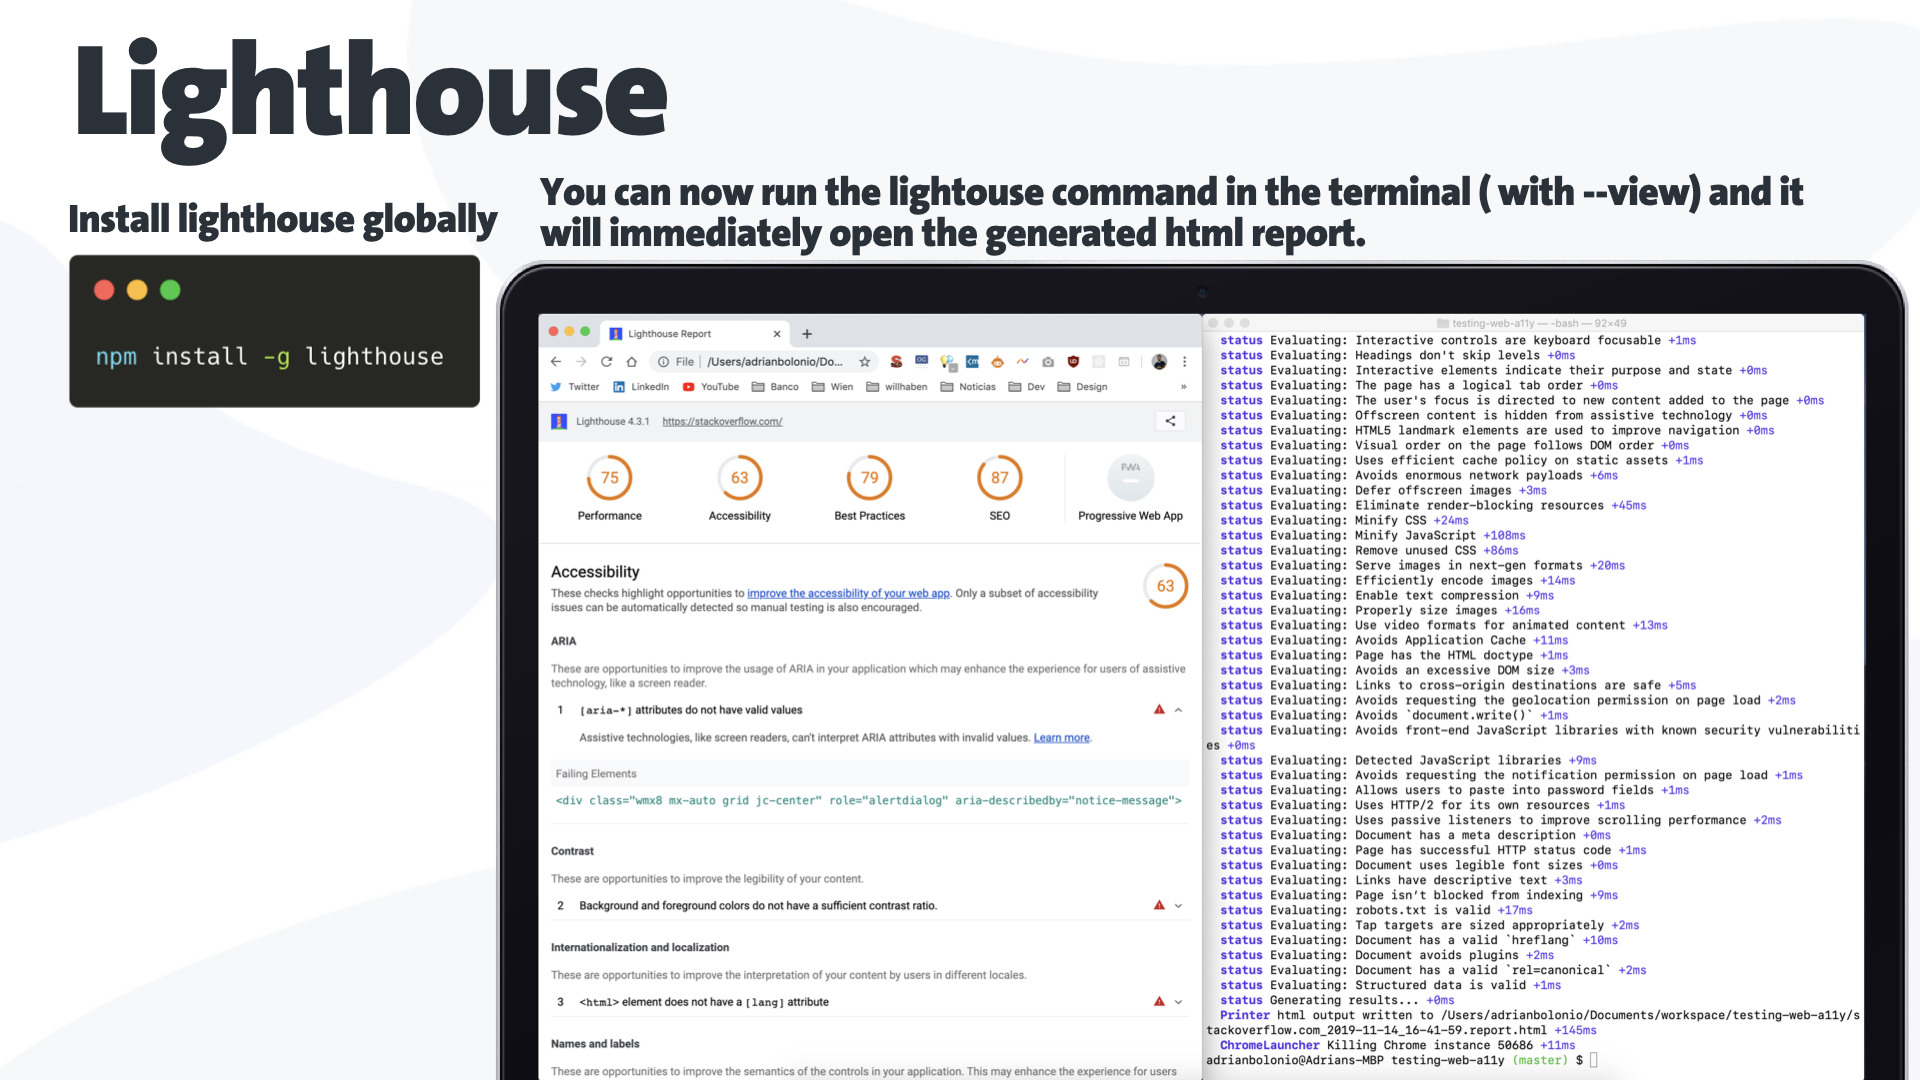 Lighthouse
Install lighthouse globally
You can now run the lightouse command in the terminal ( with --view) and it
will immediately open the generated html report.
npm install -g lighthouse
Lighthouse Report
File | /Users/adrianbolonio/Do...
Twitter LinkedIn YouTube Banco Wien willhaben Noticias Dev Design »
Lighthouse 4.3.1 https://stackoverflow.com/
75 63 79 87 PWA
Performance Accessibility Best Practices SEO Progressive Web App
Accessibility
63
These checks highlight opportunities to improve the accessibility of your web app. Only a subset of accessibility
issues can be automatically detected so manual testing is also encouraged.
ARIA
These are opportunities to improve the usage of ARIA in your application which may enhance the experience for users of assistive
technology, like a screen reader.
1 [aria-*] attributes do not have valid values
Assistive technologies, like screen readers, can't interpret ARIA attributes with invalid values. Learn more.
Failing Elements
<div class="wmx8 mx-auto grid jc-center" role="alertdialog" aria-describedby="notice-message">
Contrast
These are opportunities to improve the legibility of your content.
2 Background and foreground colors do not have a sufficient contrast ratio.
Internationalization and localization
These are opportunities to improve the interpretation of your content by users in different locales.
3 <html> element does not have a [lang] attribute
Names and labels
These are opportunities to improve the semantics of the controls in your application. This may enhance the experience for users
testing-web-a11y — -bash — 92×49
status Evaluating: Interactive controls are keyboard focusable +1ms
status Evaluating: Headings don't skip levels +0ms
status Evaluating: Interactive elements indicate their purpose and state +0ms
status Evaluating: The page has a logical tab order +0ms
status Evaluating: The user's focus is directed to new content added to the page +0ms
status Evaluating: Offscreen content is hidden from assistive technology +0ms
status Evaluating: HTML5 landmark elements are used to improve navigation +0ms
status Evaluating: Visual order on the page follows DOM order +0ms
status Evaluating: Uses efficient cache policy on static assets +1ms
status Evaluating: Avoids enormous network payloads +6ms
status Evaluating: Defer offscreen images +3ms
status Evaluating: Eliminate render-blocking resources +45ms
status Evaluating: Minify CSS +24ms
status Evaluating: Minify JavaScript +108ms
status Evaluating: Remove unused CSS +86ms
status Evaluating: Serve images in next-gen formats +20ms
status Evaluating: Efficiently encode images +14ms
status Evaluating: Enable text compression +9ms
status Evaluating: Properly size images +16ms
status Evaluating: Use video formats for animated content +13ms
status Evaluating: Avoids Application Cache +11ms
status Evaluating: Page has the HTML doctype +1ms
status Evaluating: Avoids an excessive DOM size +3ms
status Evaluating: Links to cross-origin destinations are safe +5ms
status Evaluating: Avoids requesting the geolocation permission on page load +2ms
status Evaluating: Avoids `document.write()` +1ms
status Evaluating: Avoids front-end JavaScript libraries with known security vulnerabiliti
es +0ms
status Evaluating: Detected JavaScript libraries +9ms
status Evaluating: Avoids requesting the notification permission on page load +1ms
status Evaluating: Allows users to paste into password fields +1ms
status Evaluating: Uses HTTP/2 for its own resources +1ms
status Evaluating: Uses passive listeners to improve scrolling performance +2ms
status Evaluating: Document has a meta description +0ms
status Evaluating: Page has successful HTTP status code +1ms
status Evaluating: Document uses legible font sizes +0ms
status Evaluating: Links have descriptive text +3ms
status Evaluating: Page isn’t blocked from indexing +9ms
status Evaluating: robots.txt is valid +17ms
status Evaluating: Tap targets are sized appropriately +2ms
status Evaluating: Document has a valid `hreflang` +10ms
status Evaluating: Document avoids plugins +2ms
status Evaluating: Document has a valid `rel=canonical` +2ms
status Evaluating: Structured data is valid +1ms
status Generating results... +0ms
Printer html output written to /Users/adrianbolonio/Documents/workspace/testing-web-a11y/s
tackoverflow.com_2019-11-14_16-41-59.report.html +145ms
ChromeLauncher Killing Chrome instance 50686 +11ms
adrianbolonio@Adrians-MBP testing-web-a11y (master) $